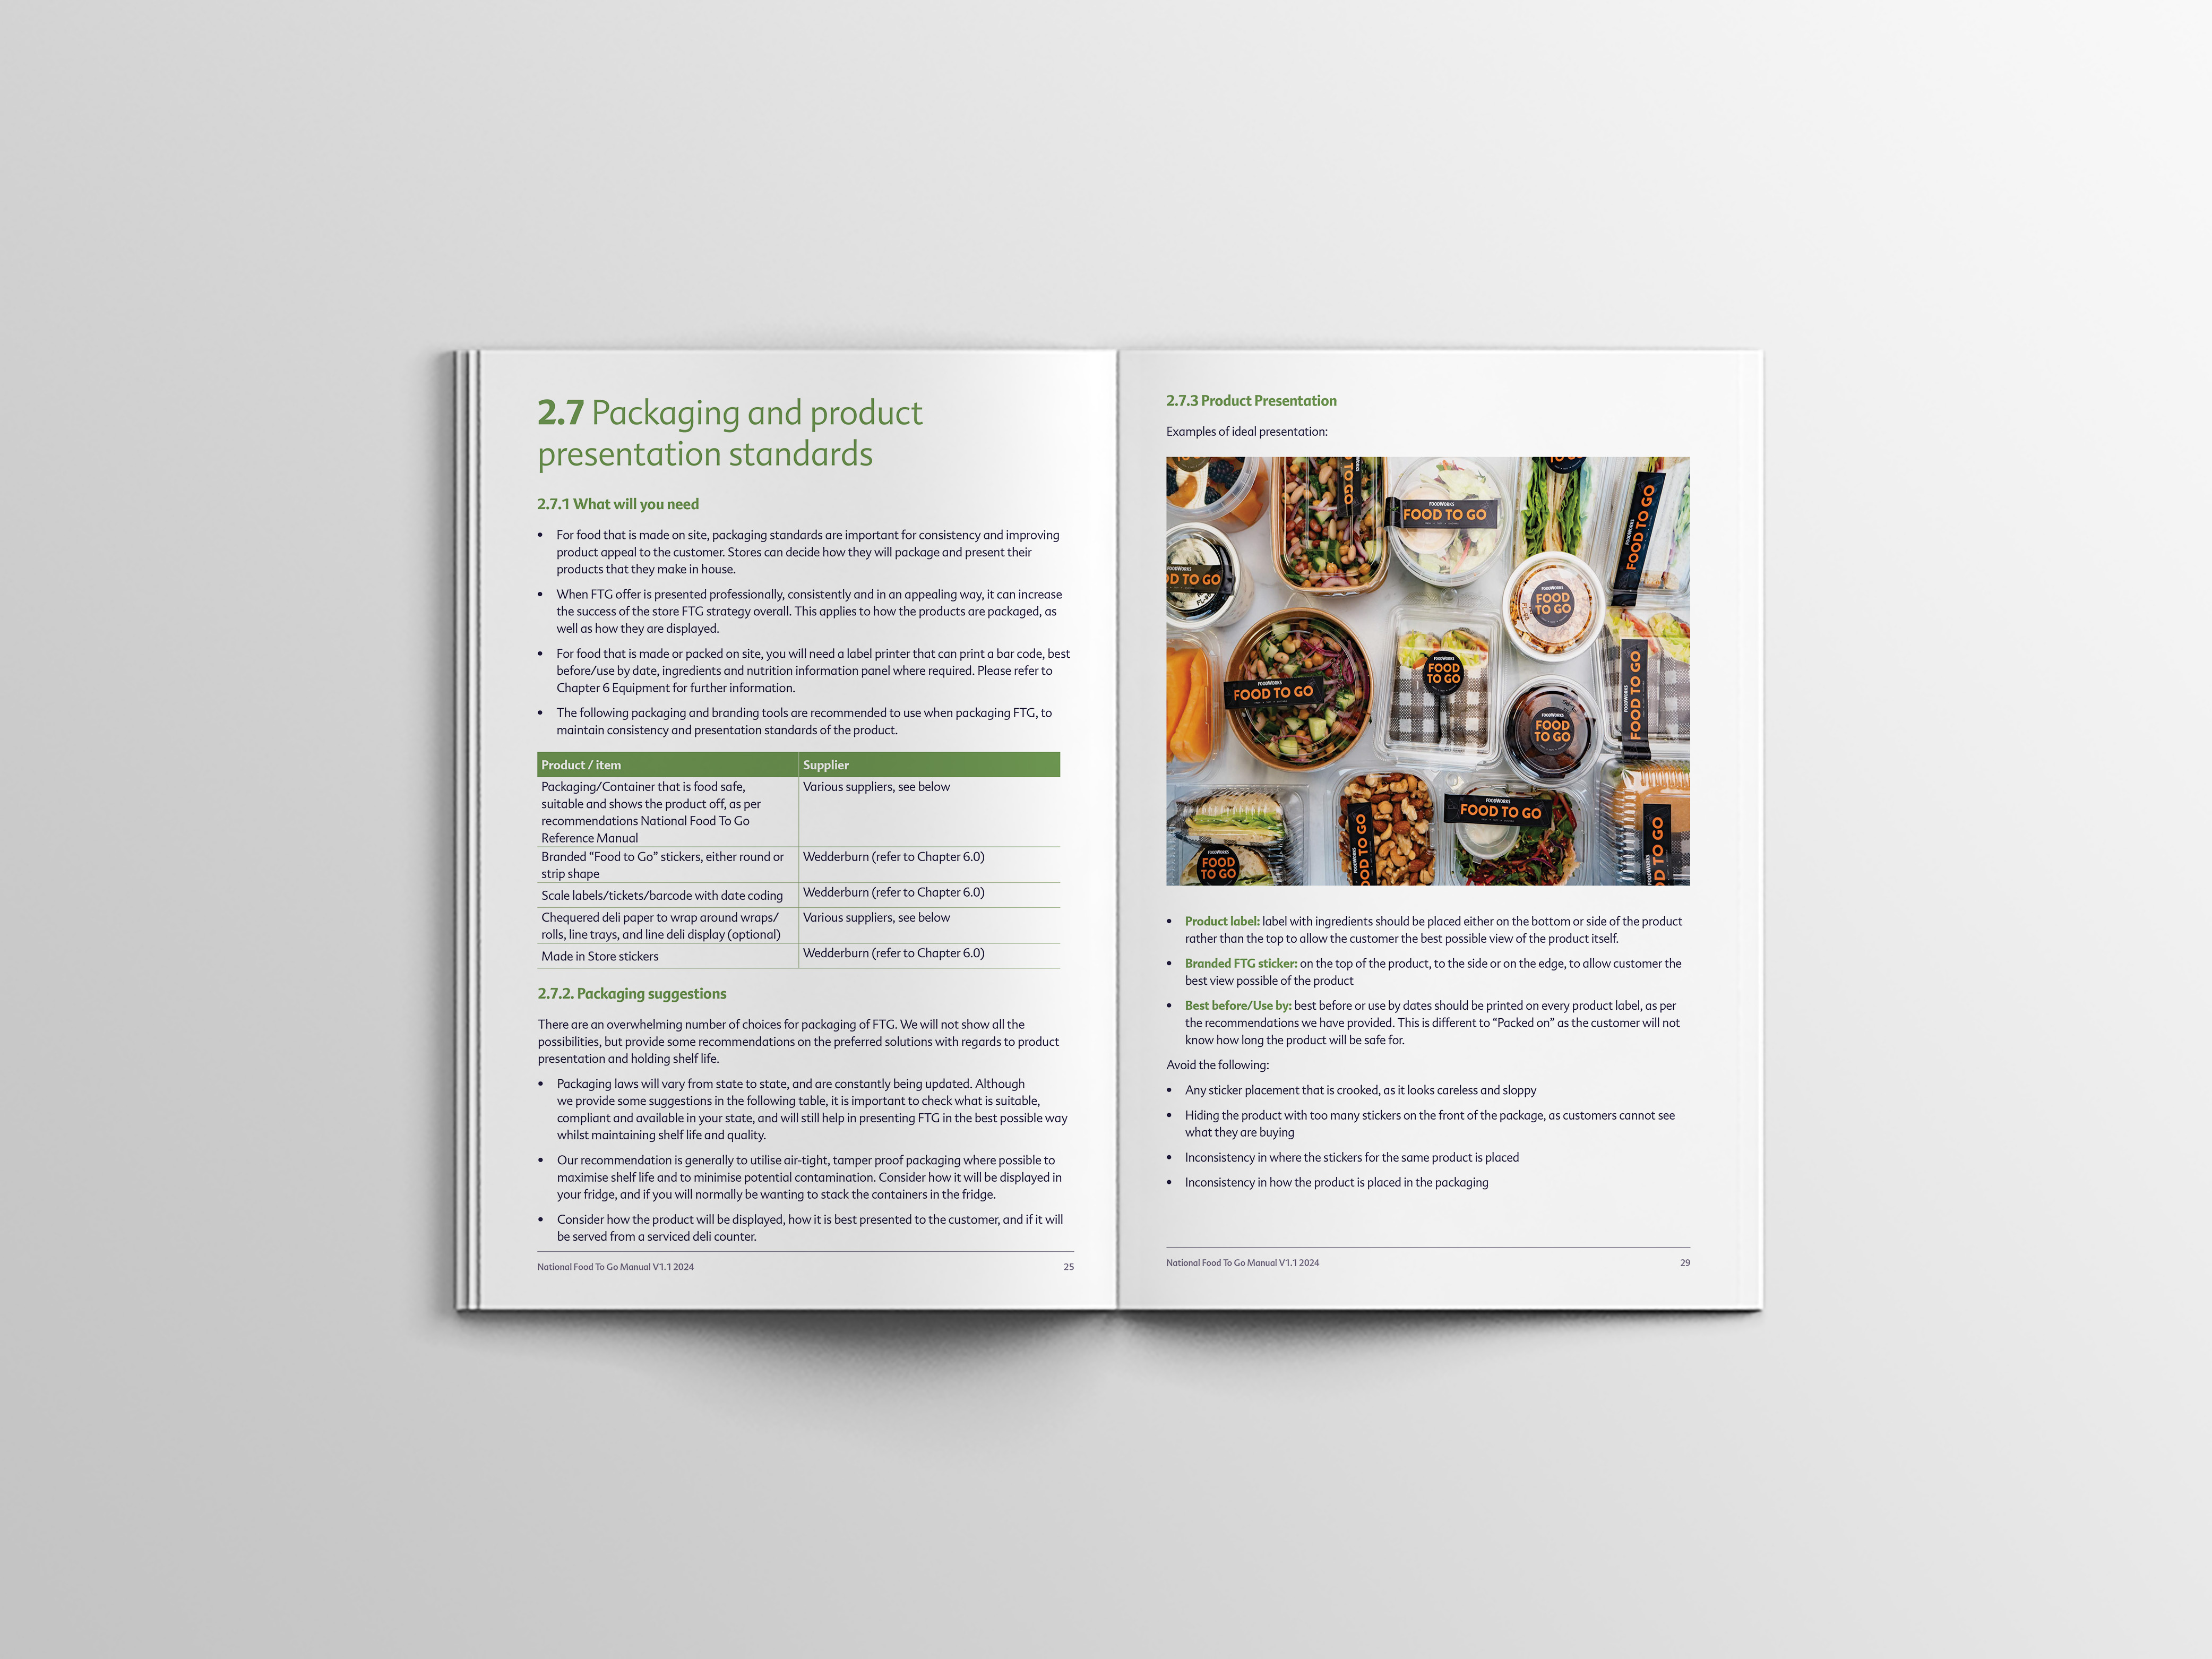 2.7 Packaging and product
presentation standards
2.7.1 What will you need
• For food that is made on site, packaging standards are important for consistency and improving
product appeal to the customer. Stores can decide how they will package and present their
products that they make in house.
• When FTG offer is presented professionally, consistently and in an appealing way, it can increase
the success of the store FTG strategy overall. This applies to how the products are packaged, as
well as how they are displayed.
• For food that is made or packed on site, you will need a label printer that can print a bar code, best
before/use by date, ingredients and nutrition information panel where required. Please refer to
Chapter 6 Equipment for further information.
• The following packaging and branding tools are recommended to use when packaging FTG, to
maintain consistency and presentation standards of the product.
Product / item Supplier
Packaging/Container that is food safe, Various suppliers, see below
suitable and shows the product off, as per
recommendations National Food To Go
Reference Manual
Branded “Food to Go” stickers, either round or Wedderburn (refer to Chapter 6.0)
strip shape
Scale labels/tickets/barcode with date coding Wedderburn (refer to Chapter 6.0)
Chequered deli paper to wrap around wraps/ Various suppliers, see below
rolls, line trays, and line deli display (optional)
Made in Store stickers Wedderburn (refer to Chapter 6.0)
2.7.2. Packaging suggestions
There are an overwhelming number of choices for packaging of FTG. We will not show all the
possibilities, but provide some recommendations on the preferred solutions with regards to product
presentation and holding shelf life.
• Packaging laws will vary from state to state, and are constantly being updated. Although
we provide some suggestions in the following table, it is important to check what is suitable,
compliant and available in your state, and will still help in presenting FTG in the best possible way
whilst maintaining shelf life and quality.
• Our recommendation is generally to utilise air-tight, tamper proof packaging where possible to
maximise shelf life and to minimise potential contamination. Consider how it will be displayed in
your fridge, and if you will normally be wanting to stack the containers in the fridge.
• Consider how the product will be displayed, how it is best presented to the customer, and if it will
be served from a serviced deli counter.
National Food To Go Manual V1.1 2024 25
2.7.3 Product Presentation
Examples of ideal presentation:
TO GO
FOODWORKS
FOOD TO GO
TO GO
FOODWORKS
FOOD TO GO
FOODWORKS
D TO GO
FOOD
TO GO
FOODWORKS
FOOD TO GO
FOODWORKS
FOOD
TO GO
FOODWORKS
FOOD TO GO
FOODWORKS
FOOD
TO GO
FOODWORKS
FOOD TO GO
FOOD
TO GO
OD TO GO
OD TO GO
• Product label: label with ingredients should be placed either on the bottom or side of the product
rather than the top to allow the customer the best possible view of the product itself.
• Branded FTG sticker: on the top of the product, to the side or on the edge, to allow customer the
best view possible of the product
• Best before/Use by: best before or use by dates should be printed on every product label, as per
the recommendations we have provided. This is different to “Packed on” as the customer will not
know how long the product will be safe for.
Avoid the following:
• Any sticker placement that is crooked, as it looks careless and sloppy
• Hiding the product with too many stickers on the front of the package, as customers cannot see
what they are buying
• Inconsistency in where the stickers for the same product is placed
• Inconsistency in how the product is placed in the packaging
National Food To Go Manual V1.1 2024 29